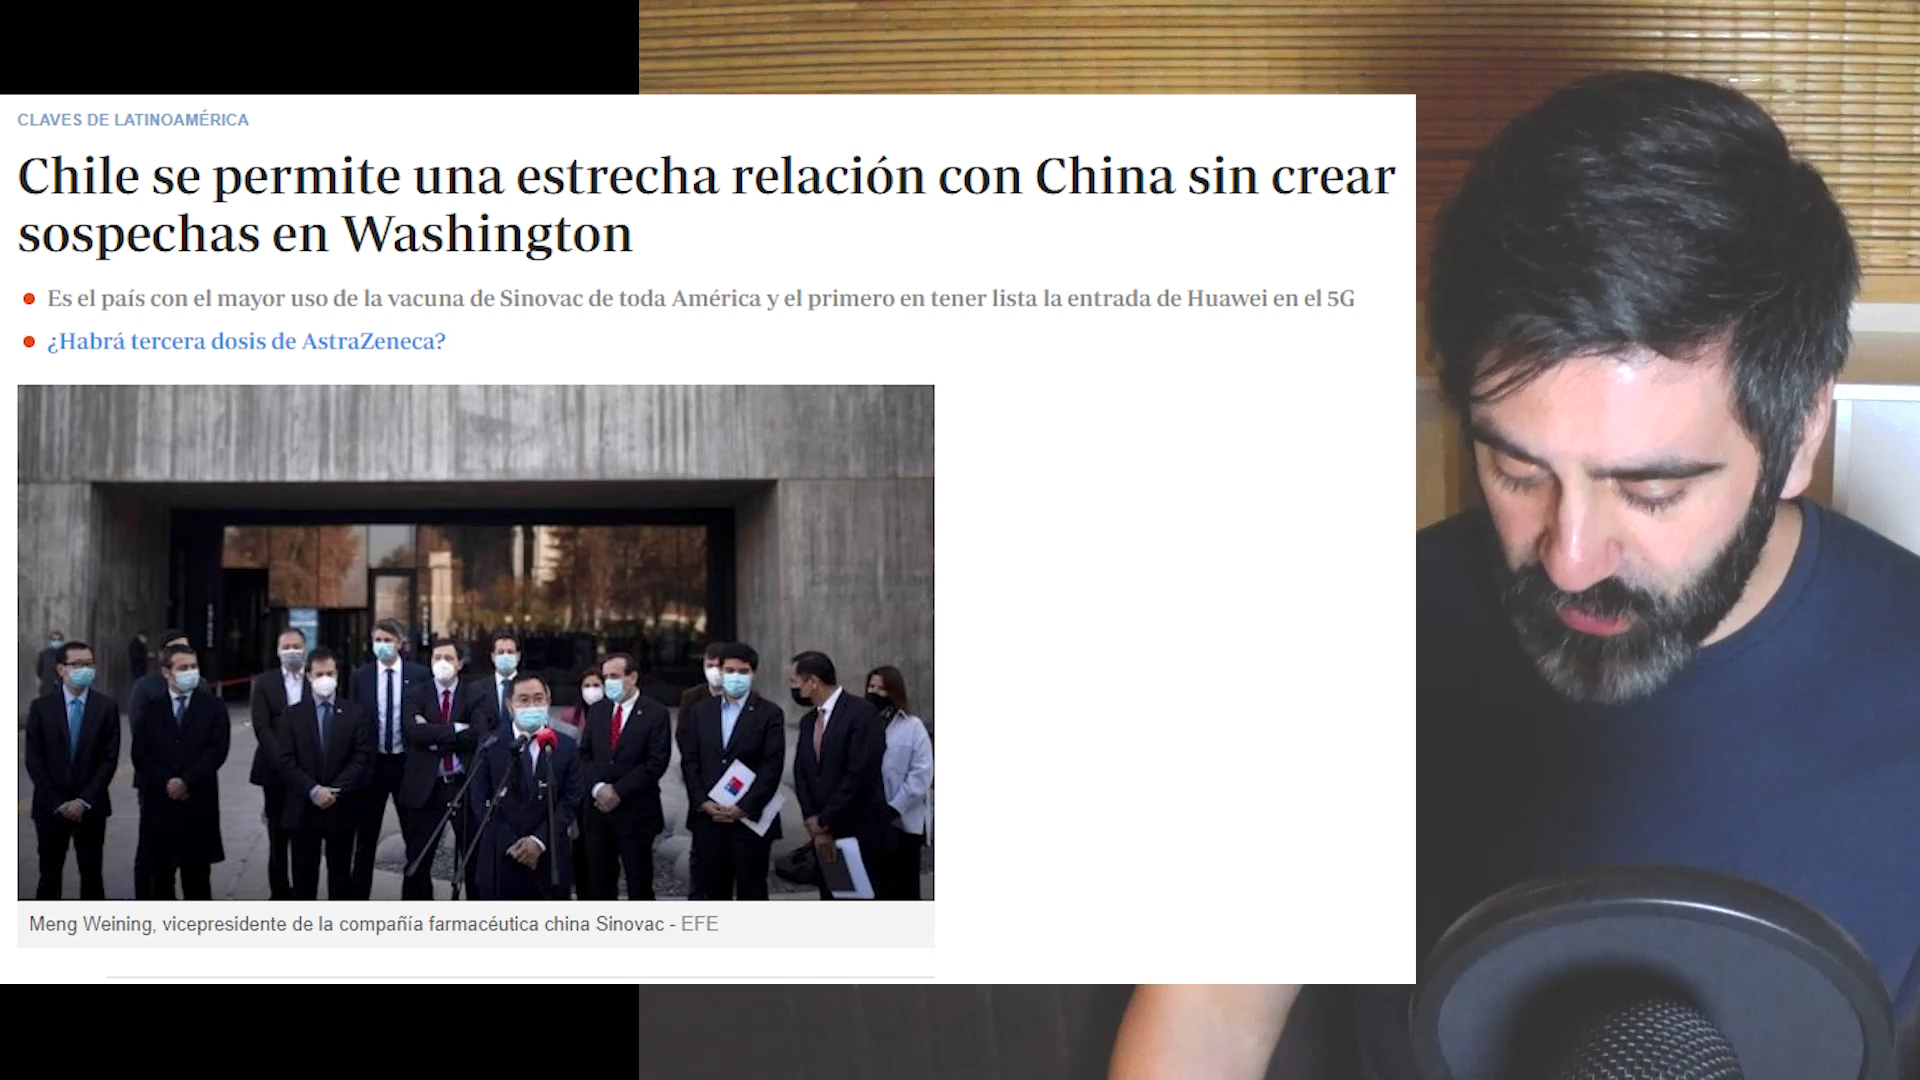 CLAVES DE LATINOAMÉRICA
Chile se permite una estrecha relación con China sin crear
sospechas en Washington
Es el país con el mayor uso de la vacuna de Sinovac de toda América y el primero en tener lista la entrada de Huawei en el 5G
¿Habrá tercera dosis de AstraZeneca?
Meng Weining, vicepresidente de la compañía farmacéutica china Sinovac - EFE